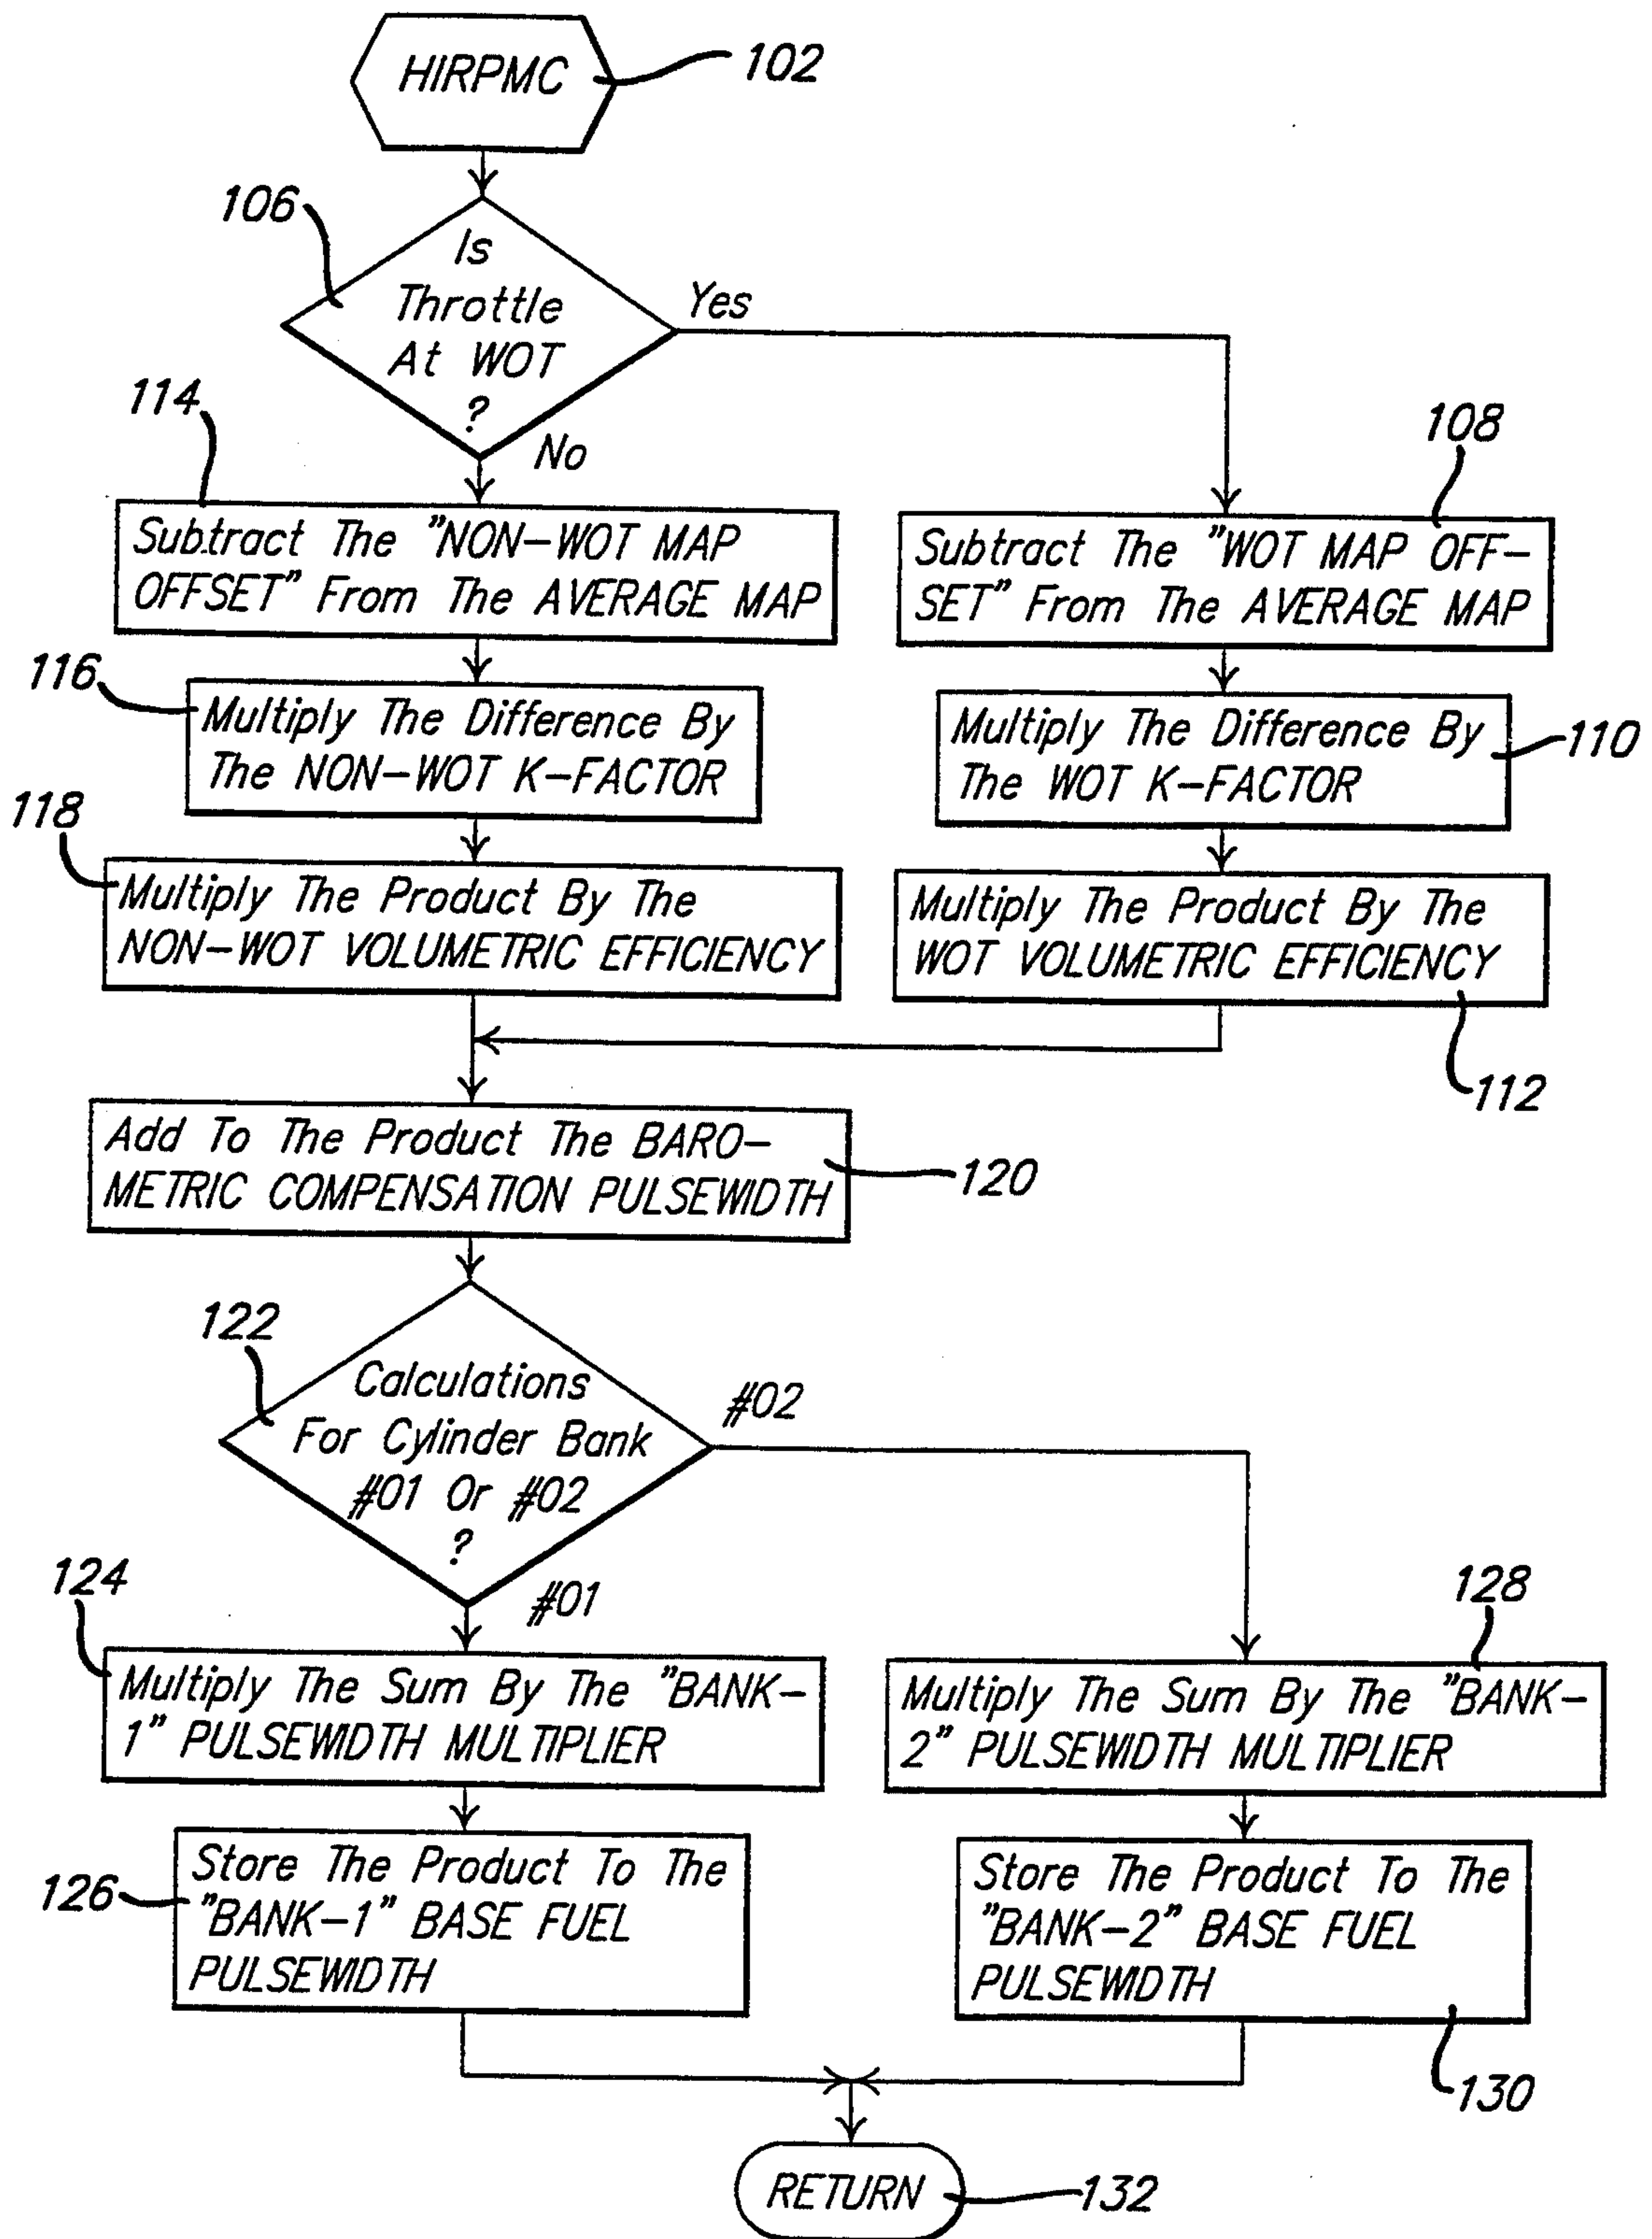 HIRPMC
102
106
Is
Throttle
At WOT
?
Yes
No
114
Subtract The "NON-WOT MAP
OFFSET" From The AVERAGE MAP
108
Subtract The "WOT MAP OFF-
SET" From The AVERAGE MAP
116
Multiply The Difference By
The NON-WOT K-FACTOR
Multiply The Difference By
The WOT K-FACTOR
110
118
Multiply The Product By The
NON-WOT VOLUMETRIC EFFICIENCY
Multiply The Product By The
WOT VOLUMETRIC EFFICIENCY
112
Add To The Product The BARO-
METRIC COMPENSATION PULSEWIDTH
120
122
Calculations
For Cylinder Bank
#01 Or #02
?
#02
#01
124
Multiply The Sum By The "BANK-
1" PULSEWIDTH MULTIPLIER
128
Multiply The Sum By The "BANK-
2" PULSEWIDTH MULTIPLIER
126
Store The Product To The
"BANK-1" BASE FUEL
PULSEWIDTH
Store The Product To The
"BANK-2" BASE FUEL
PULSEWIDTH
130
RETURN
132